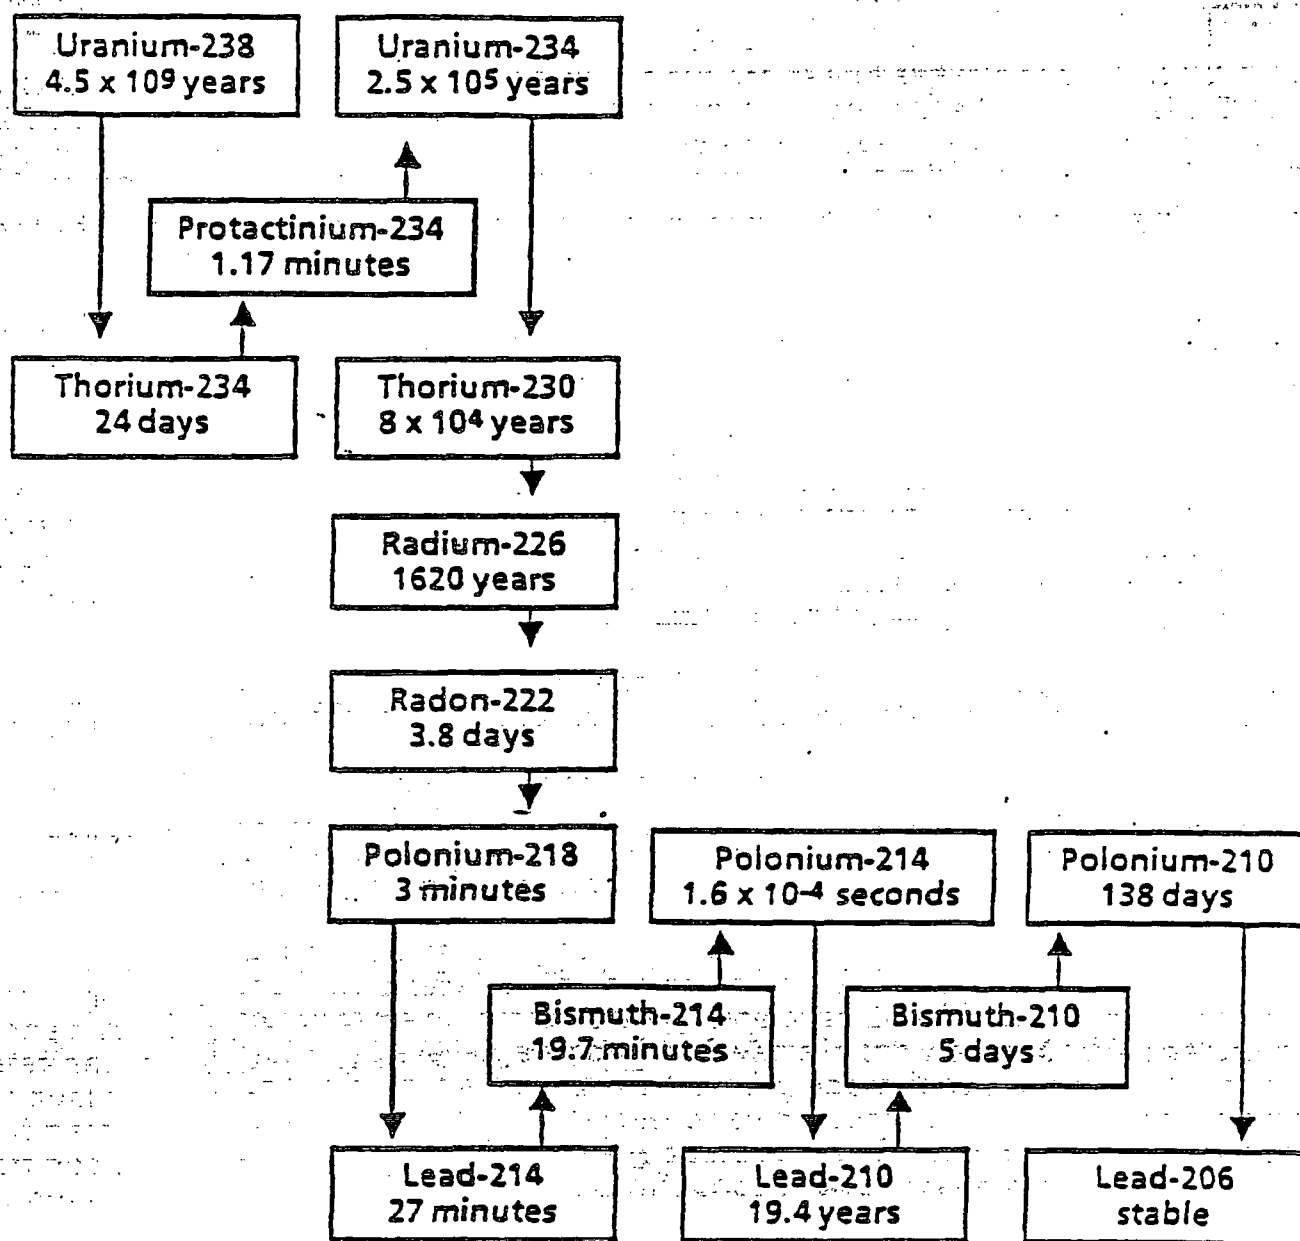 Uranium-238
4.5 x 10⁹ years
Uranium-234
2.5 x 10⁵ years
Protactinium-234
1.17 minutes
Thorium-234
24 days
Thorium-230
8 x 10⁴ years
Radium-226
1620 years
Radon-222
3.8 days
Polonium-218
3 minutes
Polonium-214
1.6 x 10⁻⁴ seconds
Polonium-210
138 days
Bismuth-214
19.7 minutes
Bismuth-210
5 days
Lead-214
27 minutes
Lead-210
19.4 years
Lead-206
stable